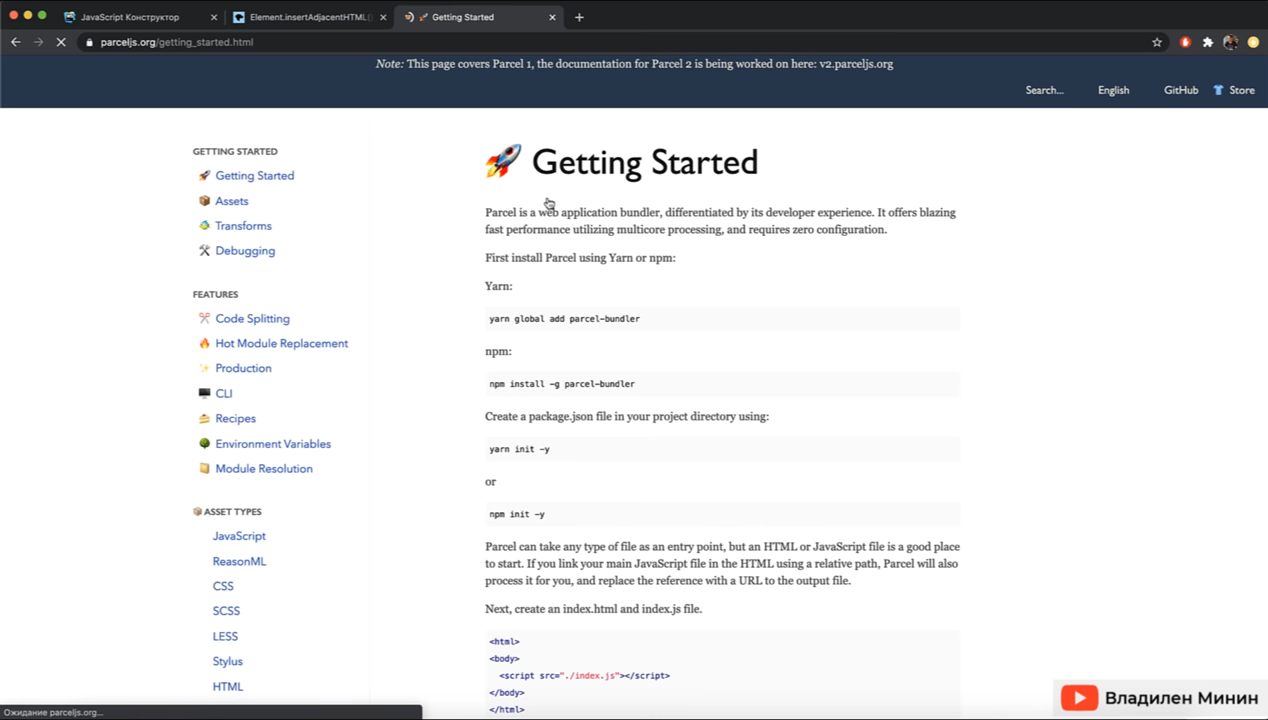 JavaScript Конструктор
Element.insertAdjacentHTML()
🚀 Getting Started
parceljs.org/getting_started.html
Note: This page covers Parcel 1, the documentation for Parcel 2 is being worked on here: v2.parceljs.org
Search...
English
GitHub
Store
GETTING STARTED
Getting Started
Assets
Transforms
Debugging
FEATURES
Code Splitting
Hot Module Replacement
Production
CLI
Recipes
Environment Variables
Module Resolution
ASSET TYPES
JavaScript
ReasonML
CSS
SCSS
LESS
Stylus
HTML
🚀 Getting Started
Parcel is a web application bundler, differentiated by its developer experience. It offers blazing
fast performance utilizing multicore processing, and requires zero configuration.
First install Parcel using Yarn or npm:
Yarn:
yarn global add parcel-bundler
npm:
npm install -g parcel-bundler
Create a package.json file in your project directory using:
yarn init -y
or
npm init -y
Parcel can take any type of file as an entry point, but an HTML or JavaScript file is a good place
to start. If you link your main JavaScript file in the HTML using a relative path, Parcel will also
process it for you, and replace the reference with a URL to the output file.
Next, create an index.html and index.js file.
<html>
<body>
<script src="./index.js"></script>
</body>
</html>
Ожидание parceljs.org...
Владилен Минин